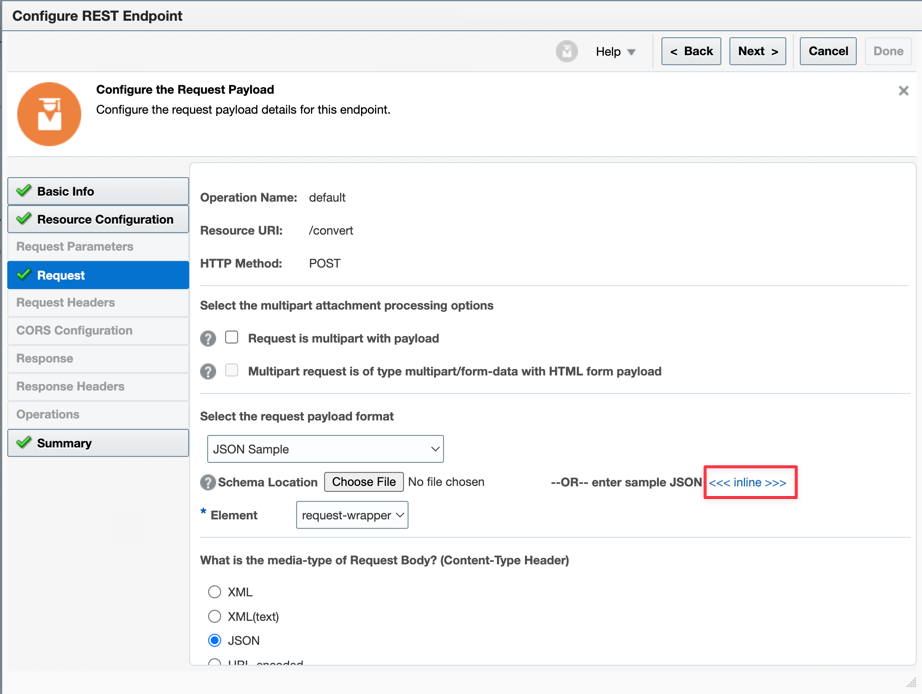 Configure REST Endpoint
Help
< Back
Next >
Cancel
Done
Configure the Request Payload
Configure the request payload details for this endpoint.
Basic Info
Resource Configuration
Request Parameters
Request
Request Headers
CORS Configuration
Response
Response Headers
Operations
Summary
Operation Name: default
Resource URI: /convert
HTTP Method: POST
Select the multipart attachment processing options
? Request is multipart with payload
? Multipart request is of type multipart/form-data with HTML form payload
Select the request payload format
JSON Sample
? Schema Location Choose File No file chosen --OR-- enter sample JSON <<< inline >>>
* Element request-wrapper
What is the media-type of Request Body? (Content-Type Header)
XML
XML(text)
JSON
URL-encoded